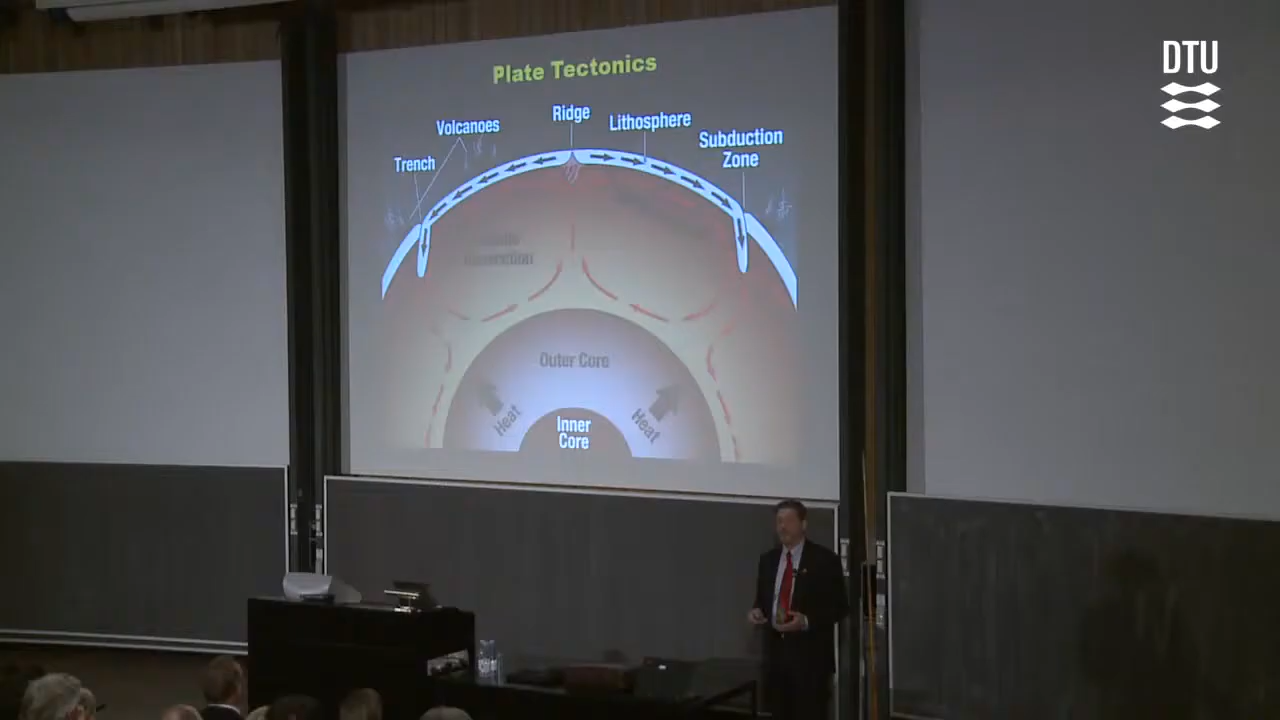 DTU
Plate Tectonics
Ridge
Volcanoes
Lithosphere
Subduction
Zone
Trench
Outer Core
Heat
Heat
Inner
Core